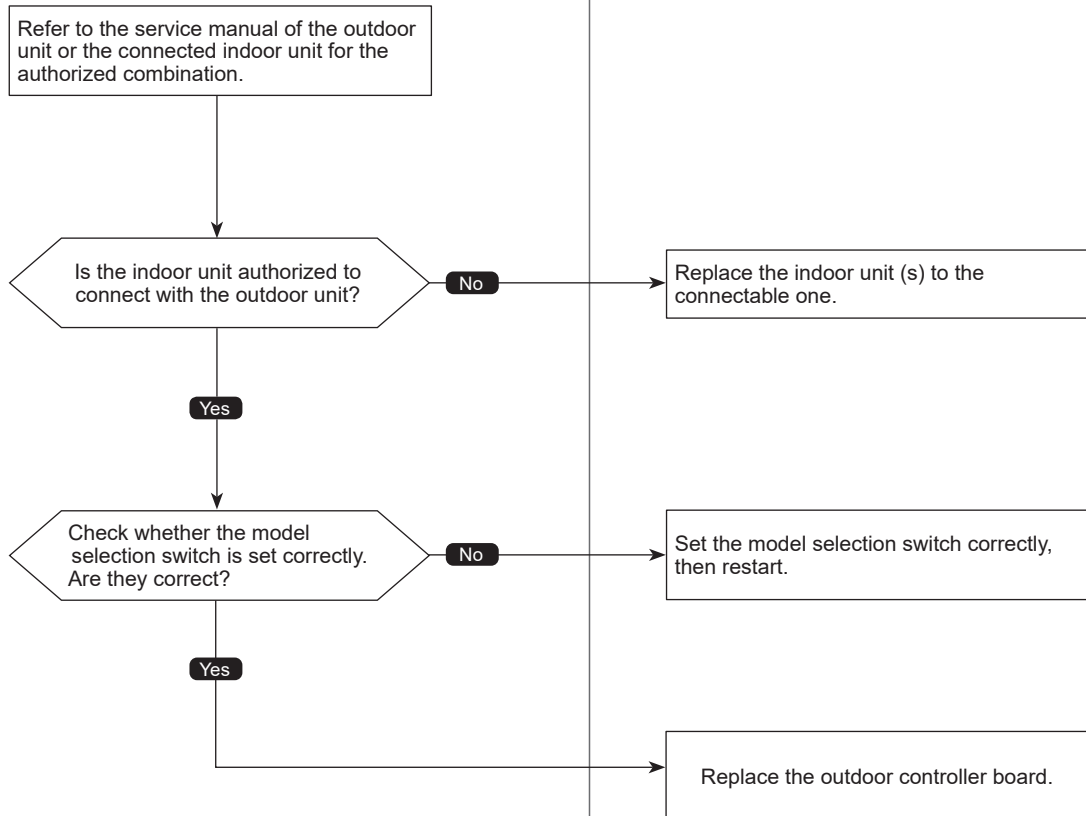 Refer to the service manual of the outdoor
unit or the connected indoor unit for the
authorized combination.
Is the indoor unit authorized to
connect with the outdoor unit?
No
Replace the indoor unit (s) to the
connectable one.
Yes
Check whether the model
selection switch is set correctly.
Are they correct?
No
Set the model selection switch correctly,
then restart.
Yes
Replace the outdoor controller board.